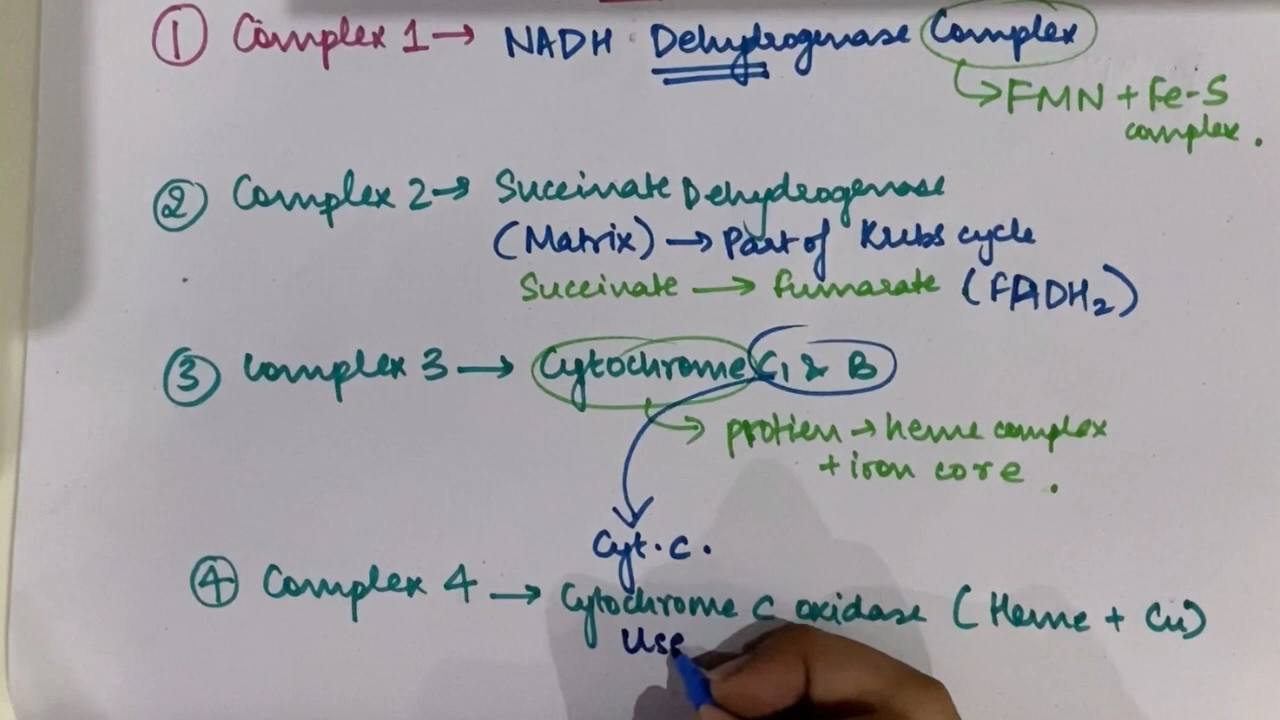 ① Complex 1 → NADH Dehydrogenase Complex
→ FMN + Fe-S
complex.
② Complex 2 → Succinate Dehydrogenase
(Matrix) → Part of Krebs cycle
Succinate → fumarate (FADH₂)
③ Complex 3 → Cytochrome C₁ & B
→ protien → heme complex
+ iron core.
Cyt. C.
④ Complex 4 → Cytochrome C oxidase (Heme + Cu)
Use